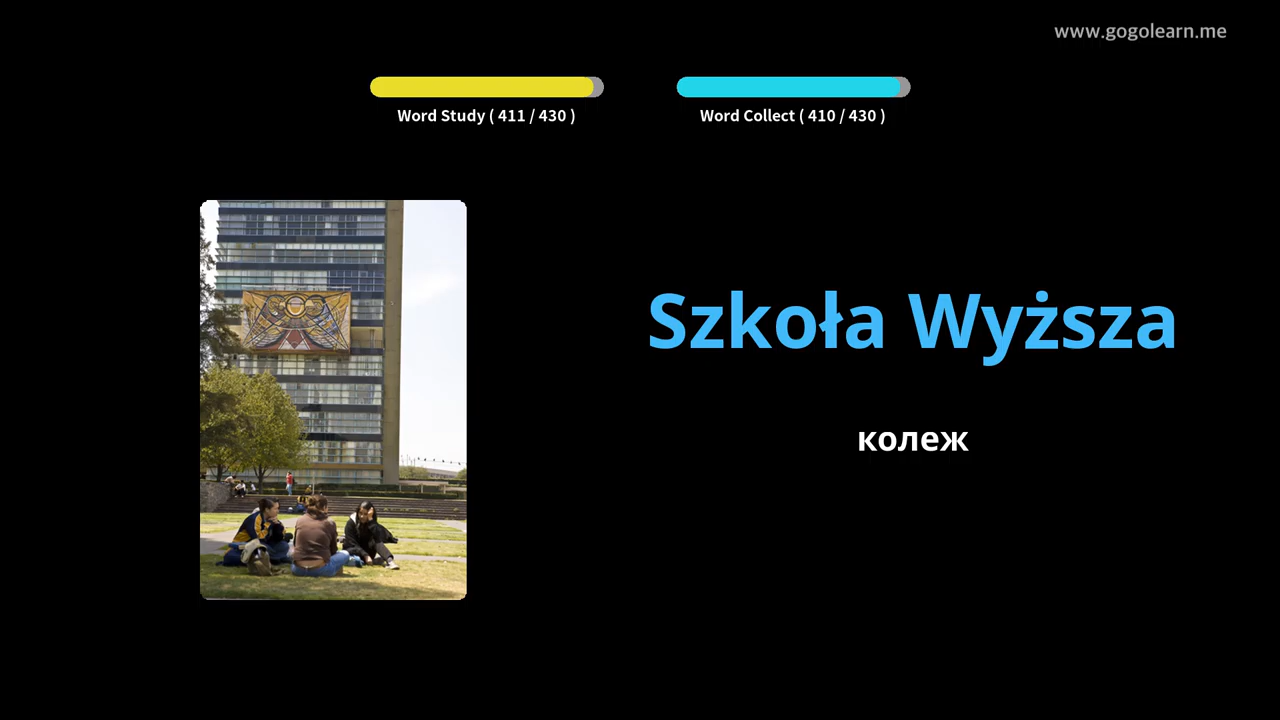 www.gogolearn.me
Word Study ( 411 / 430 )
Word Collect ( 410 / 430 )
Szkoła Wyższa
колеж